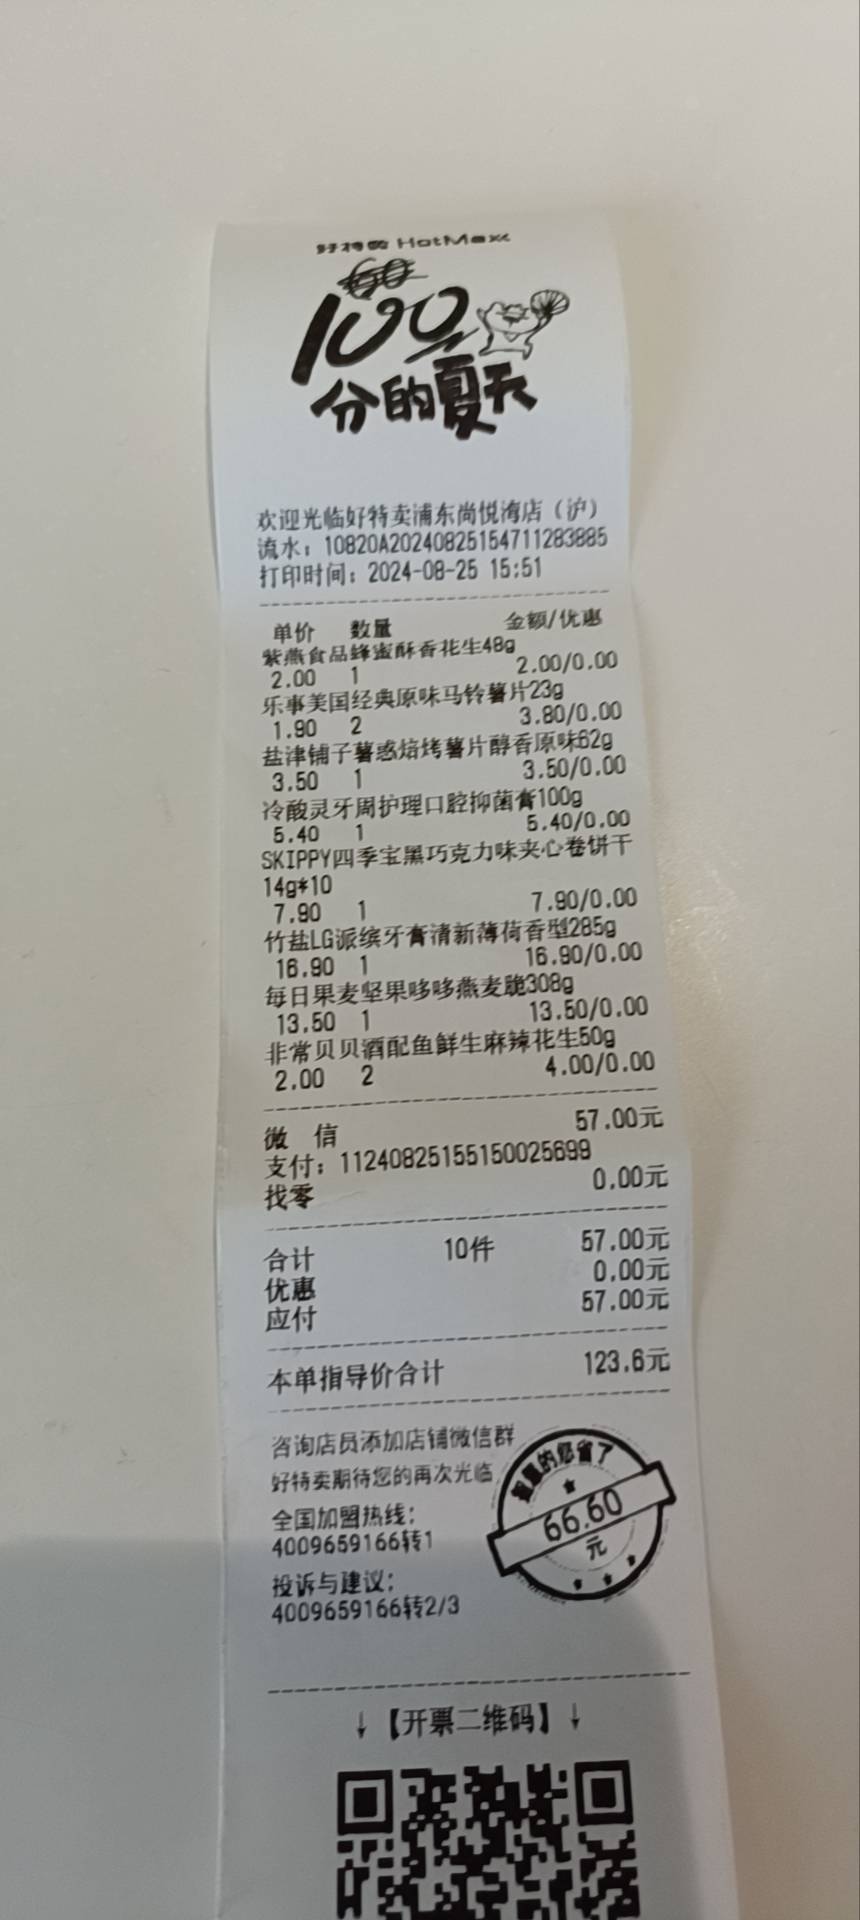 好特卖 HotMaxx
60
100
分的夏天
欢迎光临好特卖浦东尚悦湾店（沪）
流水：10820A20240825154711283885
打印时间：2024-08-25 15:51
单价 数量 金额/优惠
紫燕食品蜂蜜酥香花生48g
2.00 1 2.00/0.00
乐事美国经典原味马铃薯片23g
1.90 2 3.80/0.00
盐津铺子薯惑焙烤薯片醇香原味62g
3.50 1 3.50/0.00
冷酸灵牙周护理口腔抑菌膏100g
5.40 1 5.40/0.00
SKIPPY四季宝黑巧克力味夹心卷饼干
14g*10
7.90 1 7.90/0.00
竹盐LG派缤牙膏清新薄荷香型285g
16.90 1 16.90/0.00
每日果麦坚果哆哆燕麦脆308g
13.50 1 13.50/0.00
非常贝贝酒配鱼鲜生麻辣花生50g
2.00 2 4.00/0.00
微 信 57.00元
支付：11240825155150025699
找零 0.00元
合计 10件 57.00元
优惠 0.00元
应付 57.00元
本单指导价合计 123.6元
咨询店员添加店铺微信群
好特卖期待您的再次光临
全国加盟热线：
4009659166转1
投诉与建议：
4009659166转2/3
的您省了
66.60
元
↓【开票二维码】↓